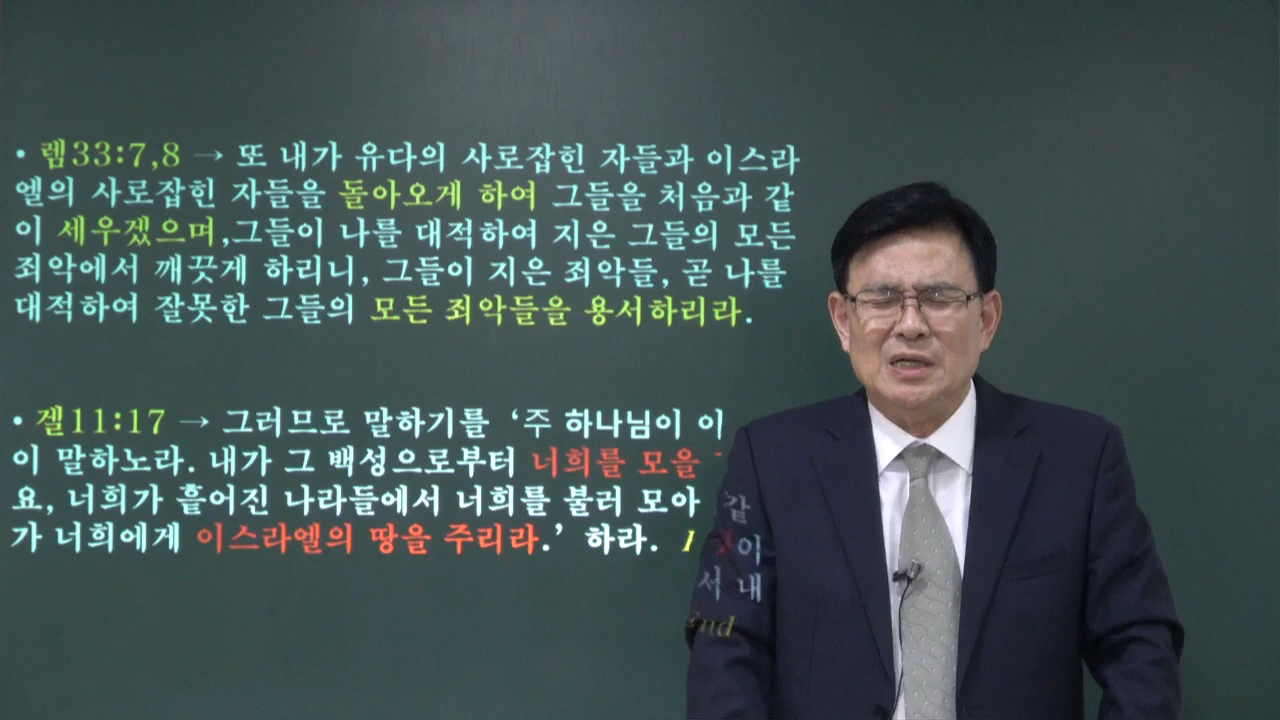 • 렘33:7,8 → 또 내가 유다의 사로잡힌 자들과 이스라
엘의 사로잡힌 자들을 돌아오게 하여 그들을 처음과 같
이 세우겠으며,그들이 나를 대적하여 지은 그들의 모든
죄악에서 깨끗게 하리니, 그들이 지은 죄악들, 곧 나를
대적하여 잘못한 그들의 모든 죄악들을 용서하리라.
• 겔11:17 → 그러므로 말하기를 ‘주 하나님이 이 같
이 말하노라. 내가 그 백성으로부터 너희를 모을 이
요, 너희가 흩어진 나라들에서 너희를 불러 모아 서 내
가 너희에게 이스라엘의 땅을 주리라.’ 하라. end